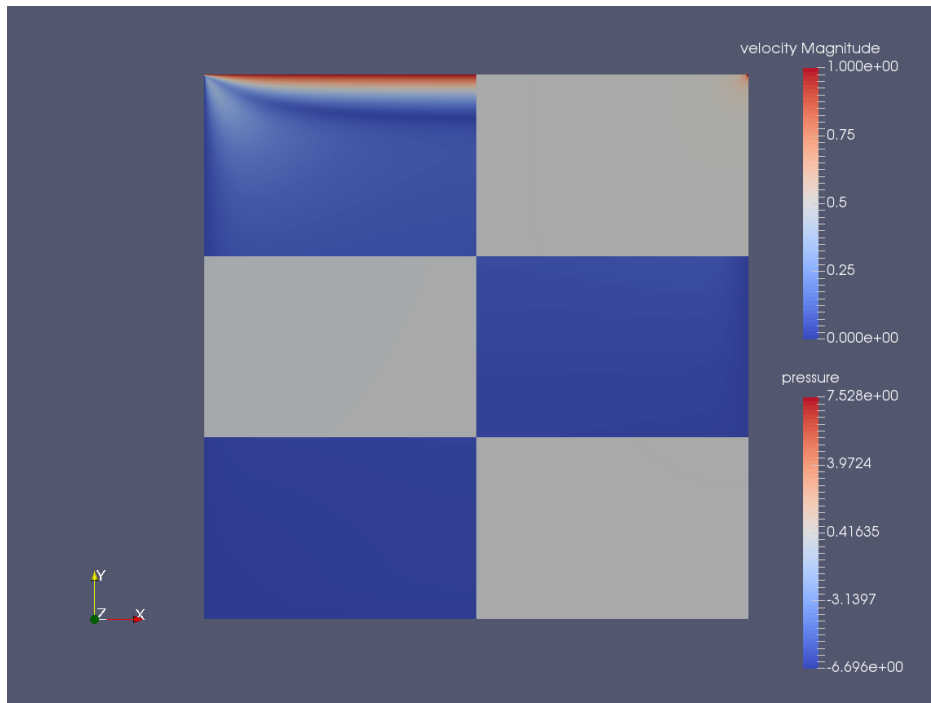 velocity Magnitude
1.000e+00
0.75
0.5
0.25
0.000e+00
pressure
7.528e+00
3.9724
0.41635
-3.1397
-6.696e+00
Y
Z X